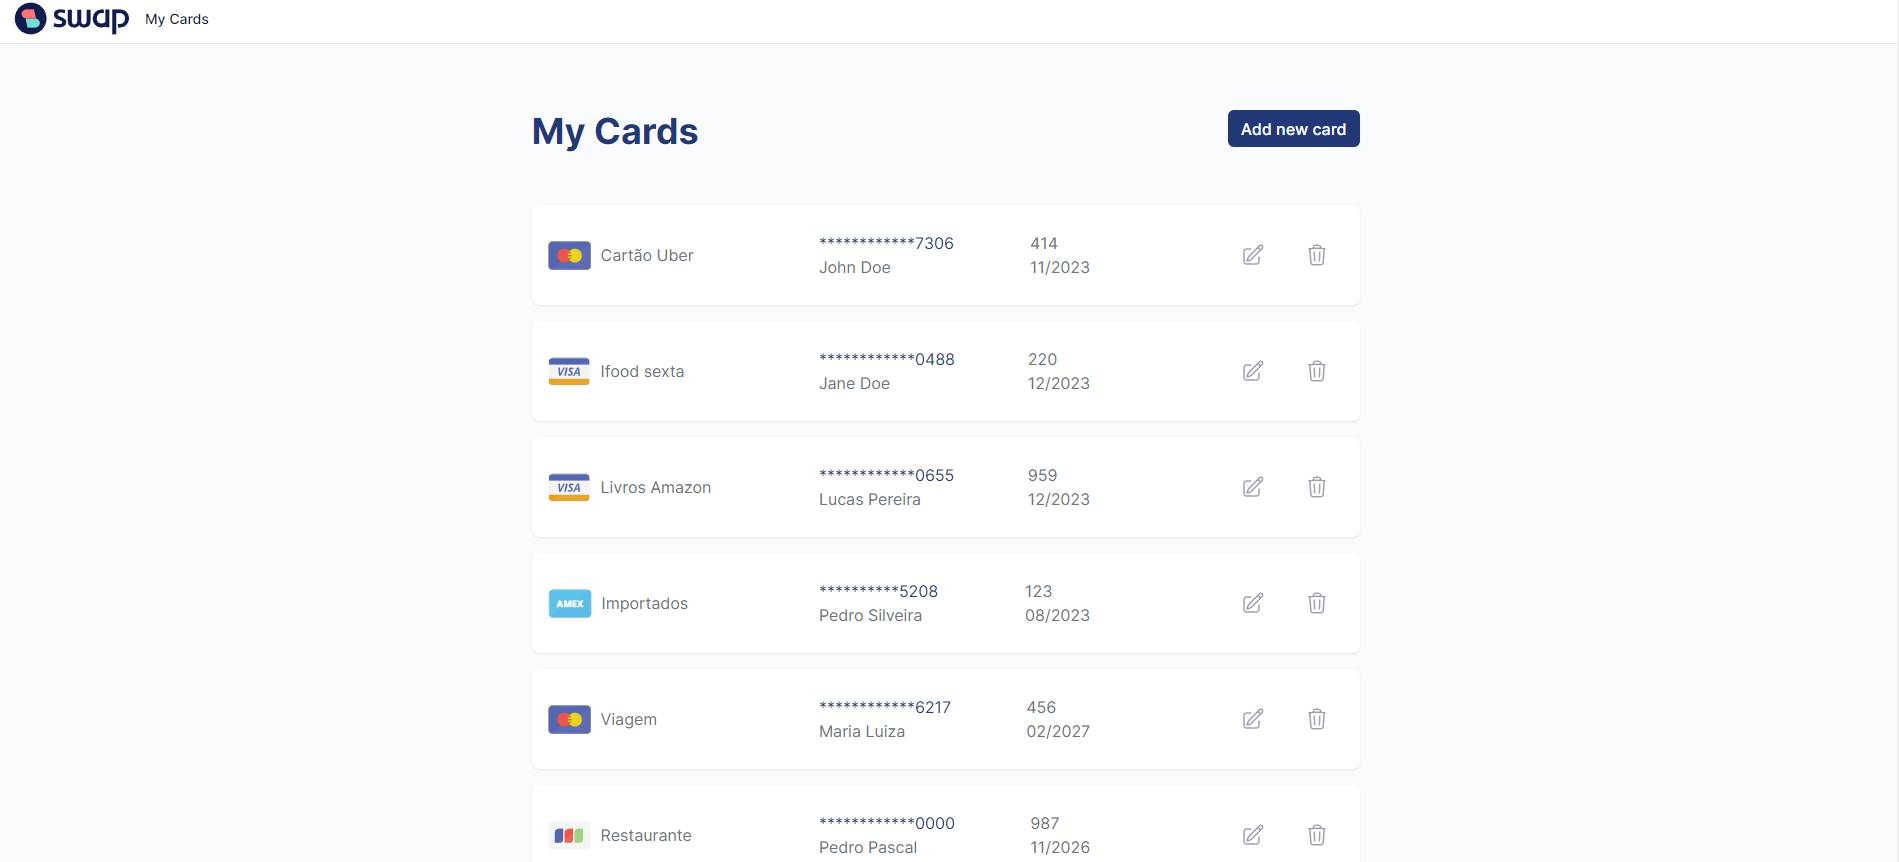 swap My Cards
My Cards
Add new card
Cartão Uber
************7306
John Doe
414
11/2023
VISA
Ifood sexta
************0488
Jane Doe
220
12/2023
VISA
Livros Amazon
************0655
Lucas Pereira
959
12/2023
AMEX
Importados
**********5208
Pedro Silveira
123
08/2023
Viagem
************6217
Maria Luiza
456
02/2027
Restaurante
************0000
Pedro Pascal
987
11/2026